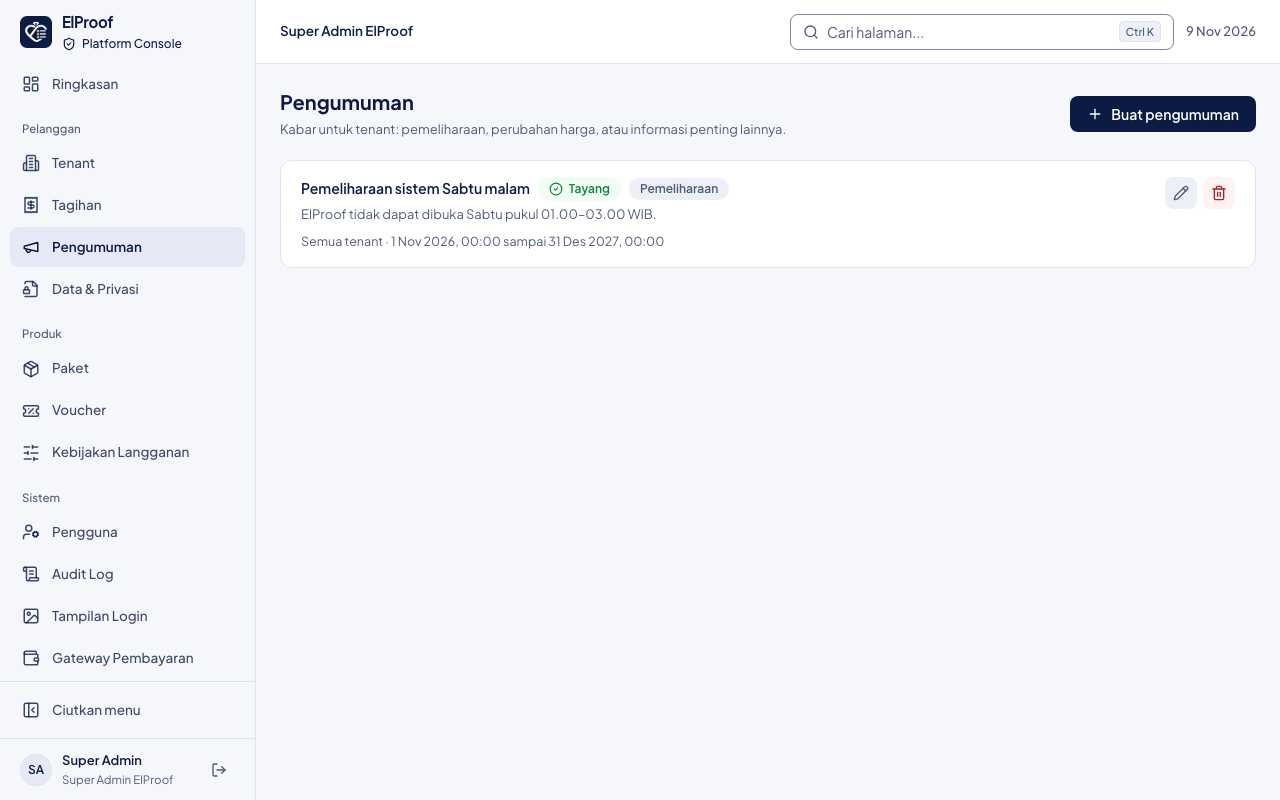 ElProof
Platform Console
Ringkasan
Pelanggan
Tenant
Tagihan
Pengumuman
Data & Privasi
Produk
Paket
Voucher
Kebijakan Langganan
Sistem
Pengguna
Audit Log
Tampilan Login
Gateway Pembayaran
Ciutkan menu
SA
Super Admin
Super Admin ElProof
Super Admin ElProof
Cari halaman...
Ctrl K
9 Nov 2026
Pengumuman
Kabar untuk tenant: pemeliharaan, perubahan harga, atau informasi penting lainnya.
Buat pengumuman
Pemeliharaan sistem Sabtu malam
Tayang
Pemeliharaan
ElProof tidak dapat dibuka Sabtu pukul 01.00–03.00 WIB.
Semua tenant · 1 Nov 2026, 00:00 sampai 31 Des 2027, 00:00